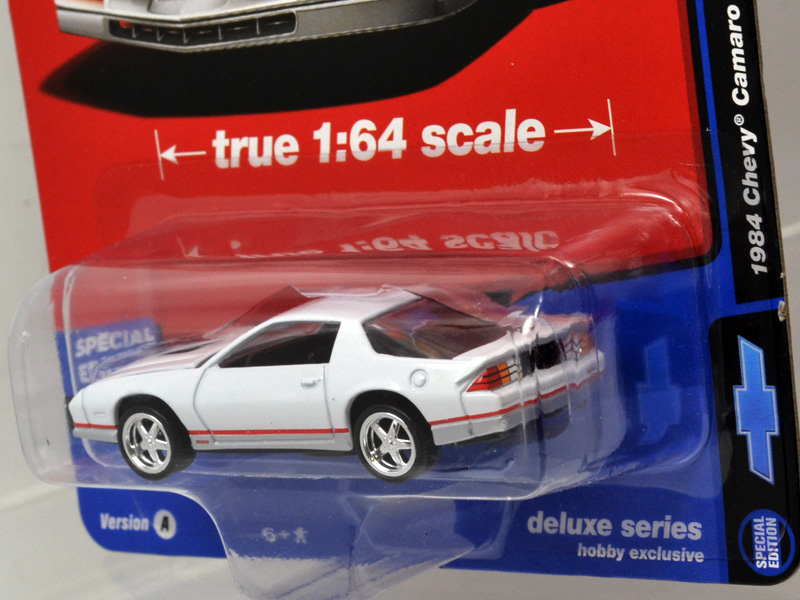 true 1:64 scale
1984 Chevy® Camaro
SPECIAL
Version A
6+
deluxe series
hobby exclusive
SPECIAL
EDITION